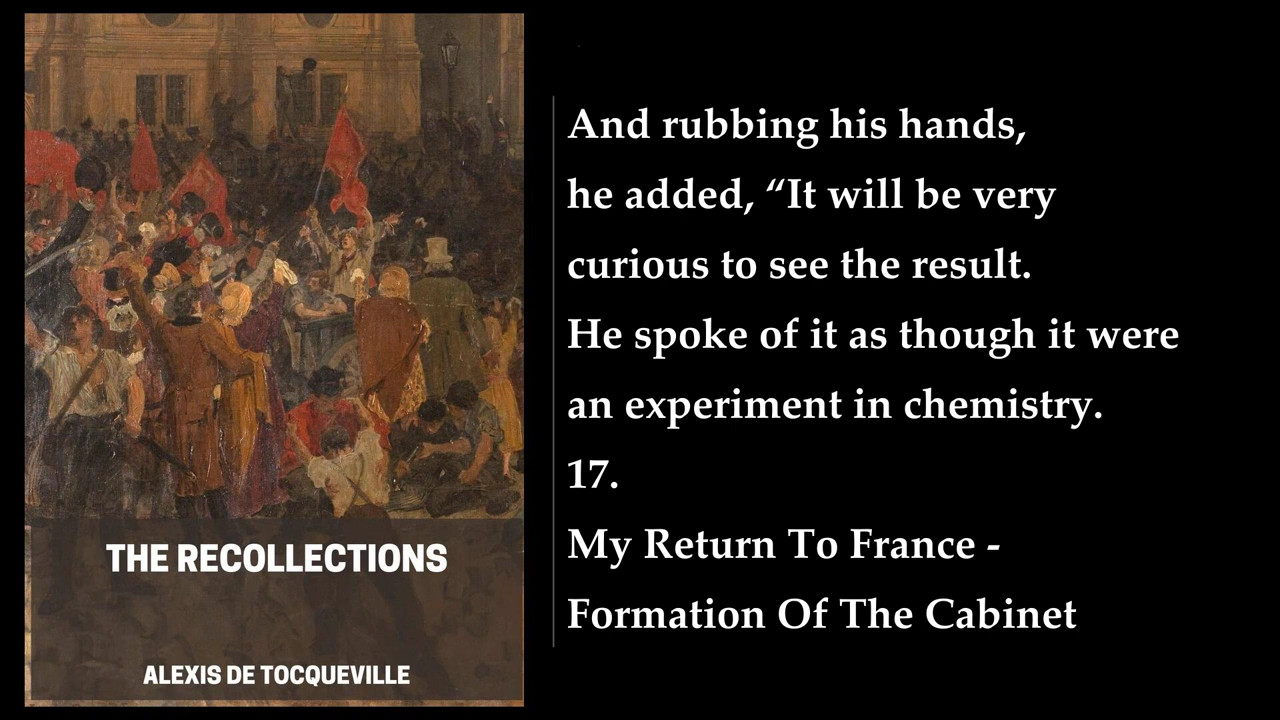 THE RECOLLECTIONS
ALEXIS DE TOCQUEVILLE
And rubbing his hands,
he added, “It will be very
curious to see the result.
He spoke of it as though it were
an experiment in chemistry.
17.
My Return To France -
Formation Of The Cabinet